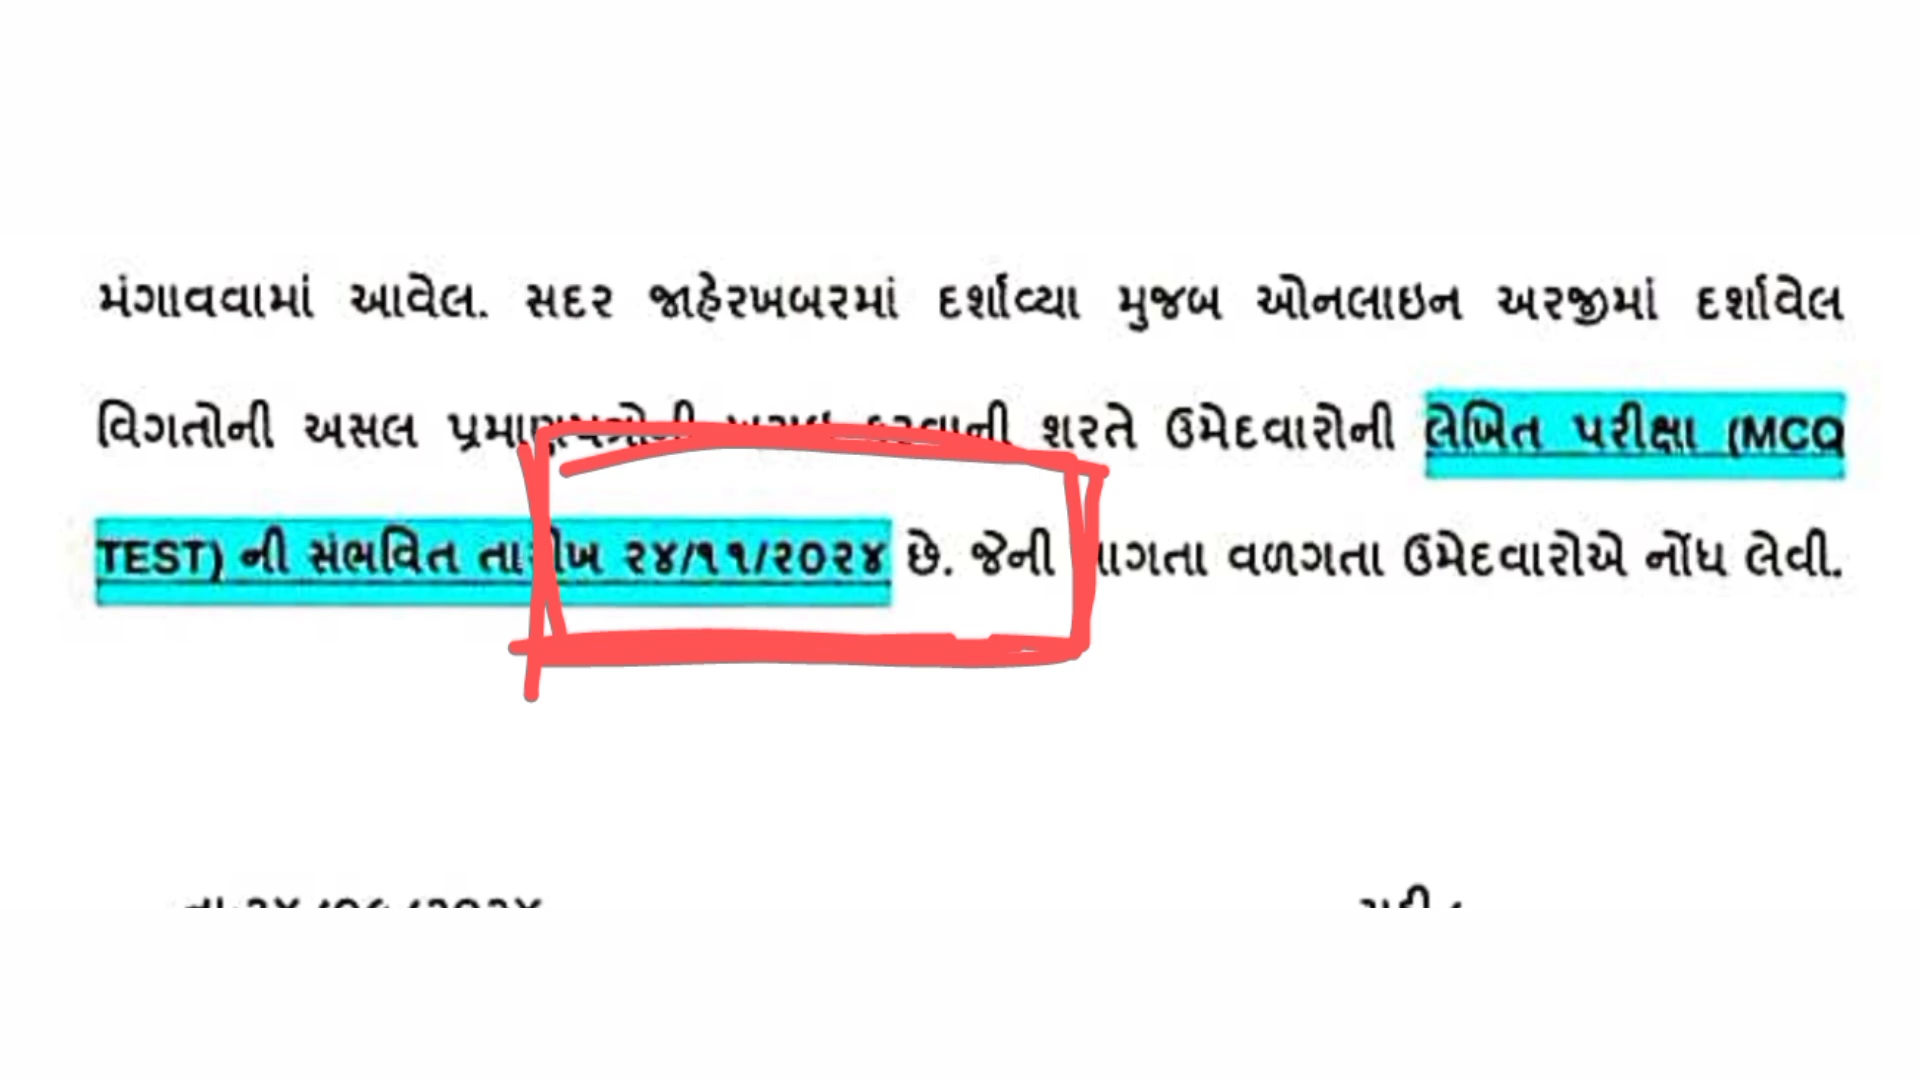 મંગાવવામાં આવેલ. સદર જાહેરખબરમાં દર્શાવ્યા મુજબ ઓનલાઇન અરજીમાં દર્શાવેલ
વિગતોની અસલ શરતે ઉમેદવારોની લેખિત પરીક્ષા (MCQ
TEST) ની સંભવિત તારીખ ૨૪/૧૧/૨૦૨૪ છે. જેની લાગતા વળગતા ઉમેદવારોએ નોંધ લેવી.